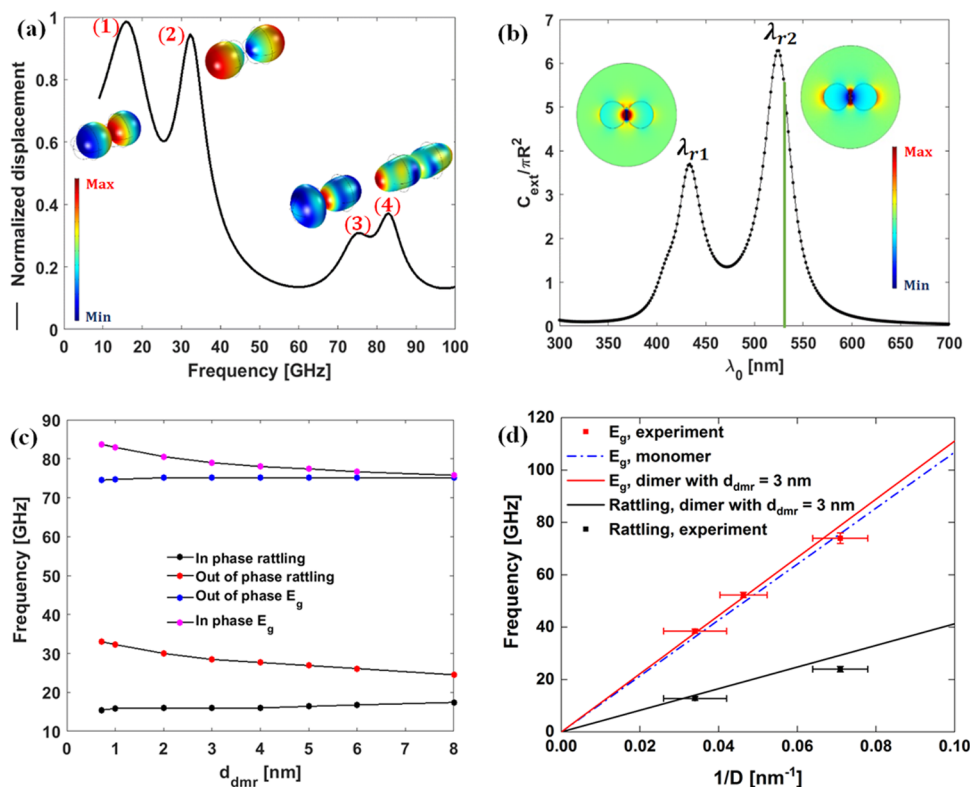 (a)
(1)
(2)
(3)
(4)
Max
Min
Normalized displacement
1
0.8
0.6
0.4
0.2
0
0 10 20 30 40 50 60 70 80 90 100
Frequency [GHz]
(b)
λr1
λr2
Max
Min
Cext/πR2
7
6
5
4
3
2
1
0
300 350 400 450 500 550 600 650 700
λ0 [nm]
(c)
Frequency [GHz]
90
80
70
60
50
40
30
20
10
In phase rattling
Out of phase rattling
Out of phase Eg
In phase Eg
0 1 2 3 4 5 6 7 8
ddmr [nm]
(d)
Frequency [GHz]
120
100
80
60
40
20
0
Eg, experiment
Eg, monomer
Eg, dimer with ddmr = 3 nm
Rattling, dimer with ddmr = 3 nm
Rattling, experiment
0.00 0.02 0.04 0.06 0.08 0.10
1/D [nm-1]